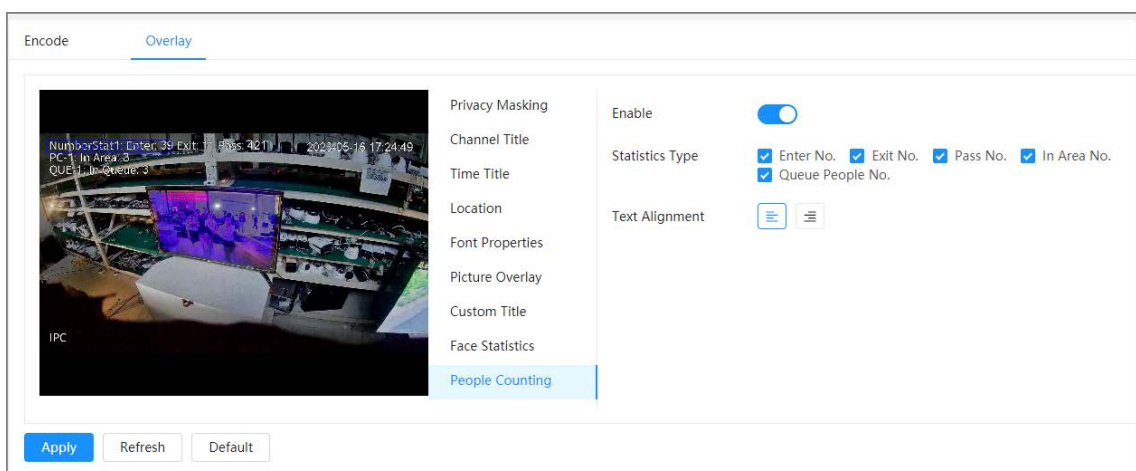 Encode
Overlay
NumberStat1: Enter: 39 Exit: 11 Pass: 421
2023-05-16 17:24:49
PC-1: In Area: 3
QUE-1: In Queue: 3
IPC
Privacy Masking
Channel Title
Time Title
Location
Font Properties
Picture Overlay
Custom Title
Face Statistics
People Counting
Enable
Statistics Type
Enter No. Exit No. Pass No. In Area No.
Queue People No.
Text Alignment
Apply Refresh Default